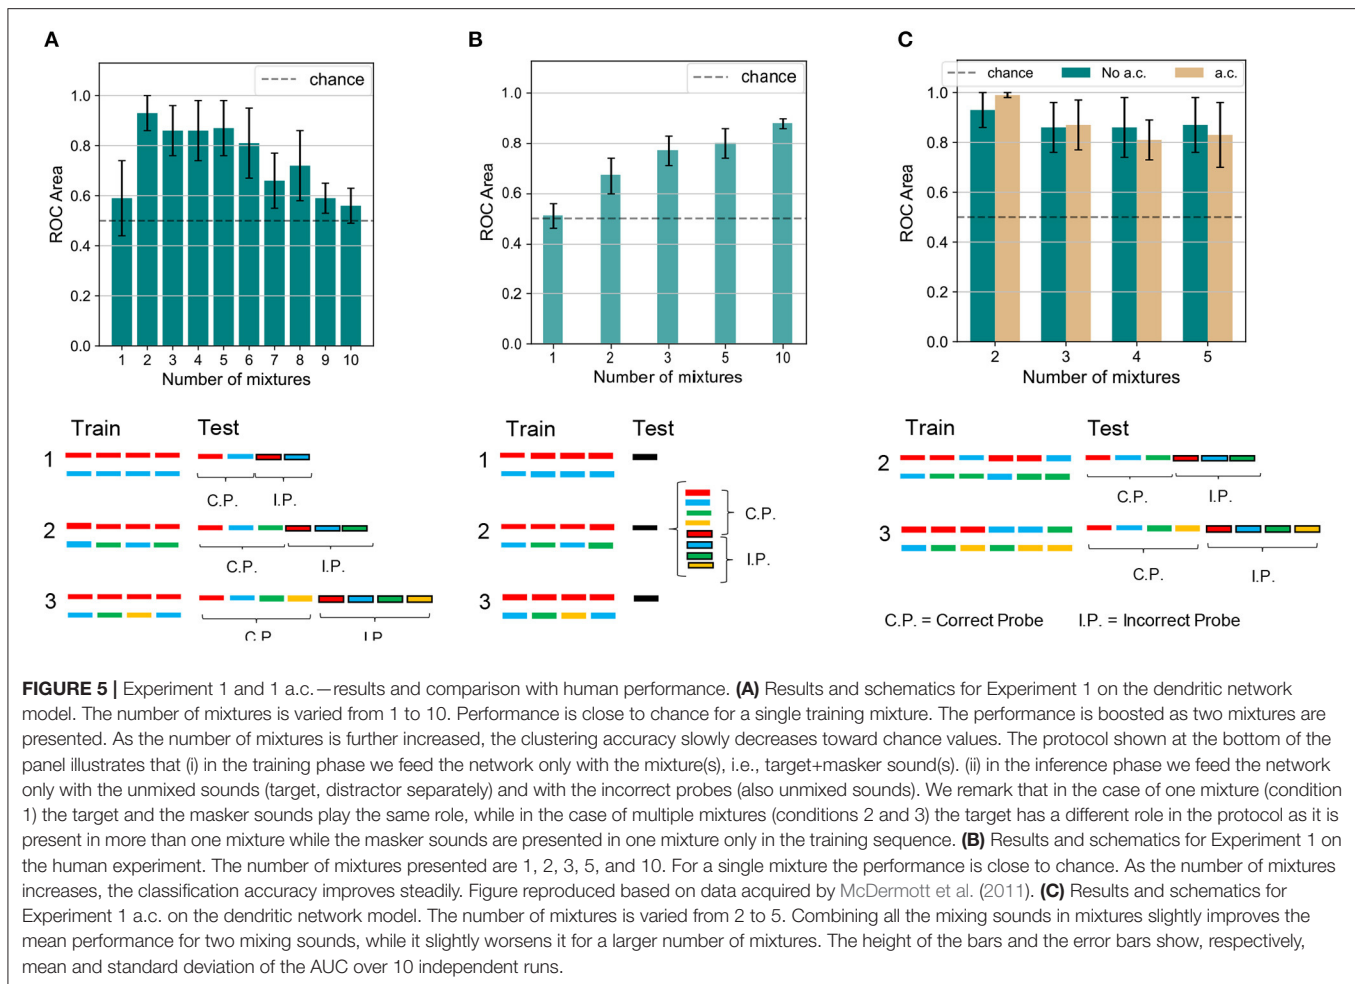 A
B
C
chance
chance
chance No a.c. a.c.
ROC Area
1.0
0.8
0.6
0.4
0.2
0.0
1 2 3 4 5 6 7 8 9 10
Number of mixtures
ROC Area
1.0
0.8
0.6
0.4
0.2
0.0
1 2 3 5 10
Number of mixtures
ROC Area
1.0
0.8
0.6
0.4
0.2
0.0
2 3 4 5
Number of mixtures
Train Test
1
C.P. I.P.
2
C.P. I.P.
3
C.P. I.P.
Train Test
1
2
C.P.
I.P.
3
Train Test
2
C.P. I.P.
3
C.P. I.P.
C.P. = Correct Probe I.P. = Incorrect Probe
FIGURE 5 | Experiment 1 and 1 a.c.—results and comparison with human performance. (A) Results and schematics for Experiment 1 on the dendritic network
model. The number of mixtures is varied from 1 to 10. Performance is close to chance for a single training mixture. The performance is boosted as two mixtures are
presented. As the number of mixtures is further increased, the clustering accuracy slowly decreases toward chance values. The protocol shown at the bottom of the
panel illustrates that (i) in the training phase we feed the network only with the mixture(s), i.e., target+masker sound(s). (ii) in the inference phase we feed the network
only with the unmixed sounds (target, distractor separately) and with the incorrect probes (also unmixed sounds). We remark that in the case of one mixture (condition
1) the target and the masker sounds play the same role, while in the case of multiple mixtures (conditions 2 and 3) the target has a different role in the protocol as it is
present in more than one mixture while the masker sounds are presented in one mixture only in the training sequence. (B) Results and schematics for Experiment 1 on
the human experiment. The number of mixtures presented are 1, 2, 3, 5, and 10. For a single mixture the performance is close to chance. As the number of mixtures
increases, the classification accuracy improves steadily. Figure reproduced based on data acquired by McDermott et al. (2011). (C) Results and schematics for
Experiment 1 a.c. on the dendritic network model. The number of mixtures is varied from 2 to 5. Combining all the mixing sounds in mixtures slightly improves the
mean performance for two mixing sounds, while it slightly worsens it for a larger number of mixtures. The height of the bars and the error bars show, respectively,
mean and standard deviation of the AUC over 10 independent runs.